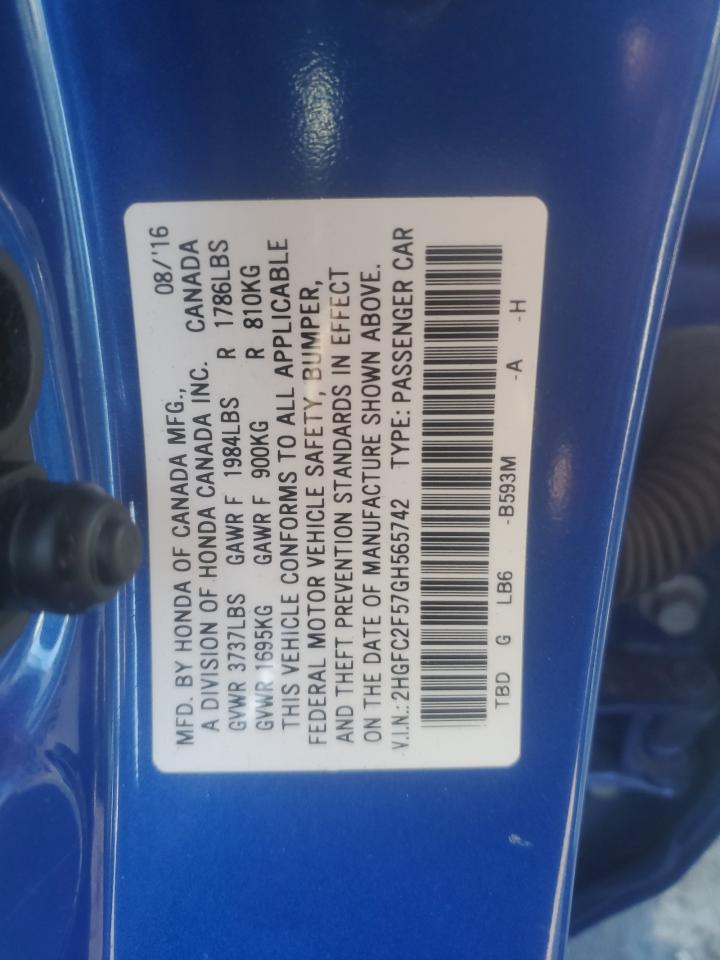 MFD. BY HONDA OF CANADA MFG., 08/'16
A DIVISION OF HONDA CANADA INC. CANADA
GVWR 3737LBS GAWR F 1984LBS R 1786LBS
GVWR 1695KG GAWR F 900KG R 810KG
THIS VEHICLE CONFORMS TO ALL APPLICABLE
FEDERAL MOTOR VEHICLE SAFETY, BUMPER,
AND THEFT PREVENTION STANDARDS IN EFFECT
ON THE DATE OF MANUFACTURE SHOWN ABOVE.
V.I.N.: 2HGFC2F57GH565742 TYPE: PASSENGER CAR
TBD G LB6 -B593M -A -H